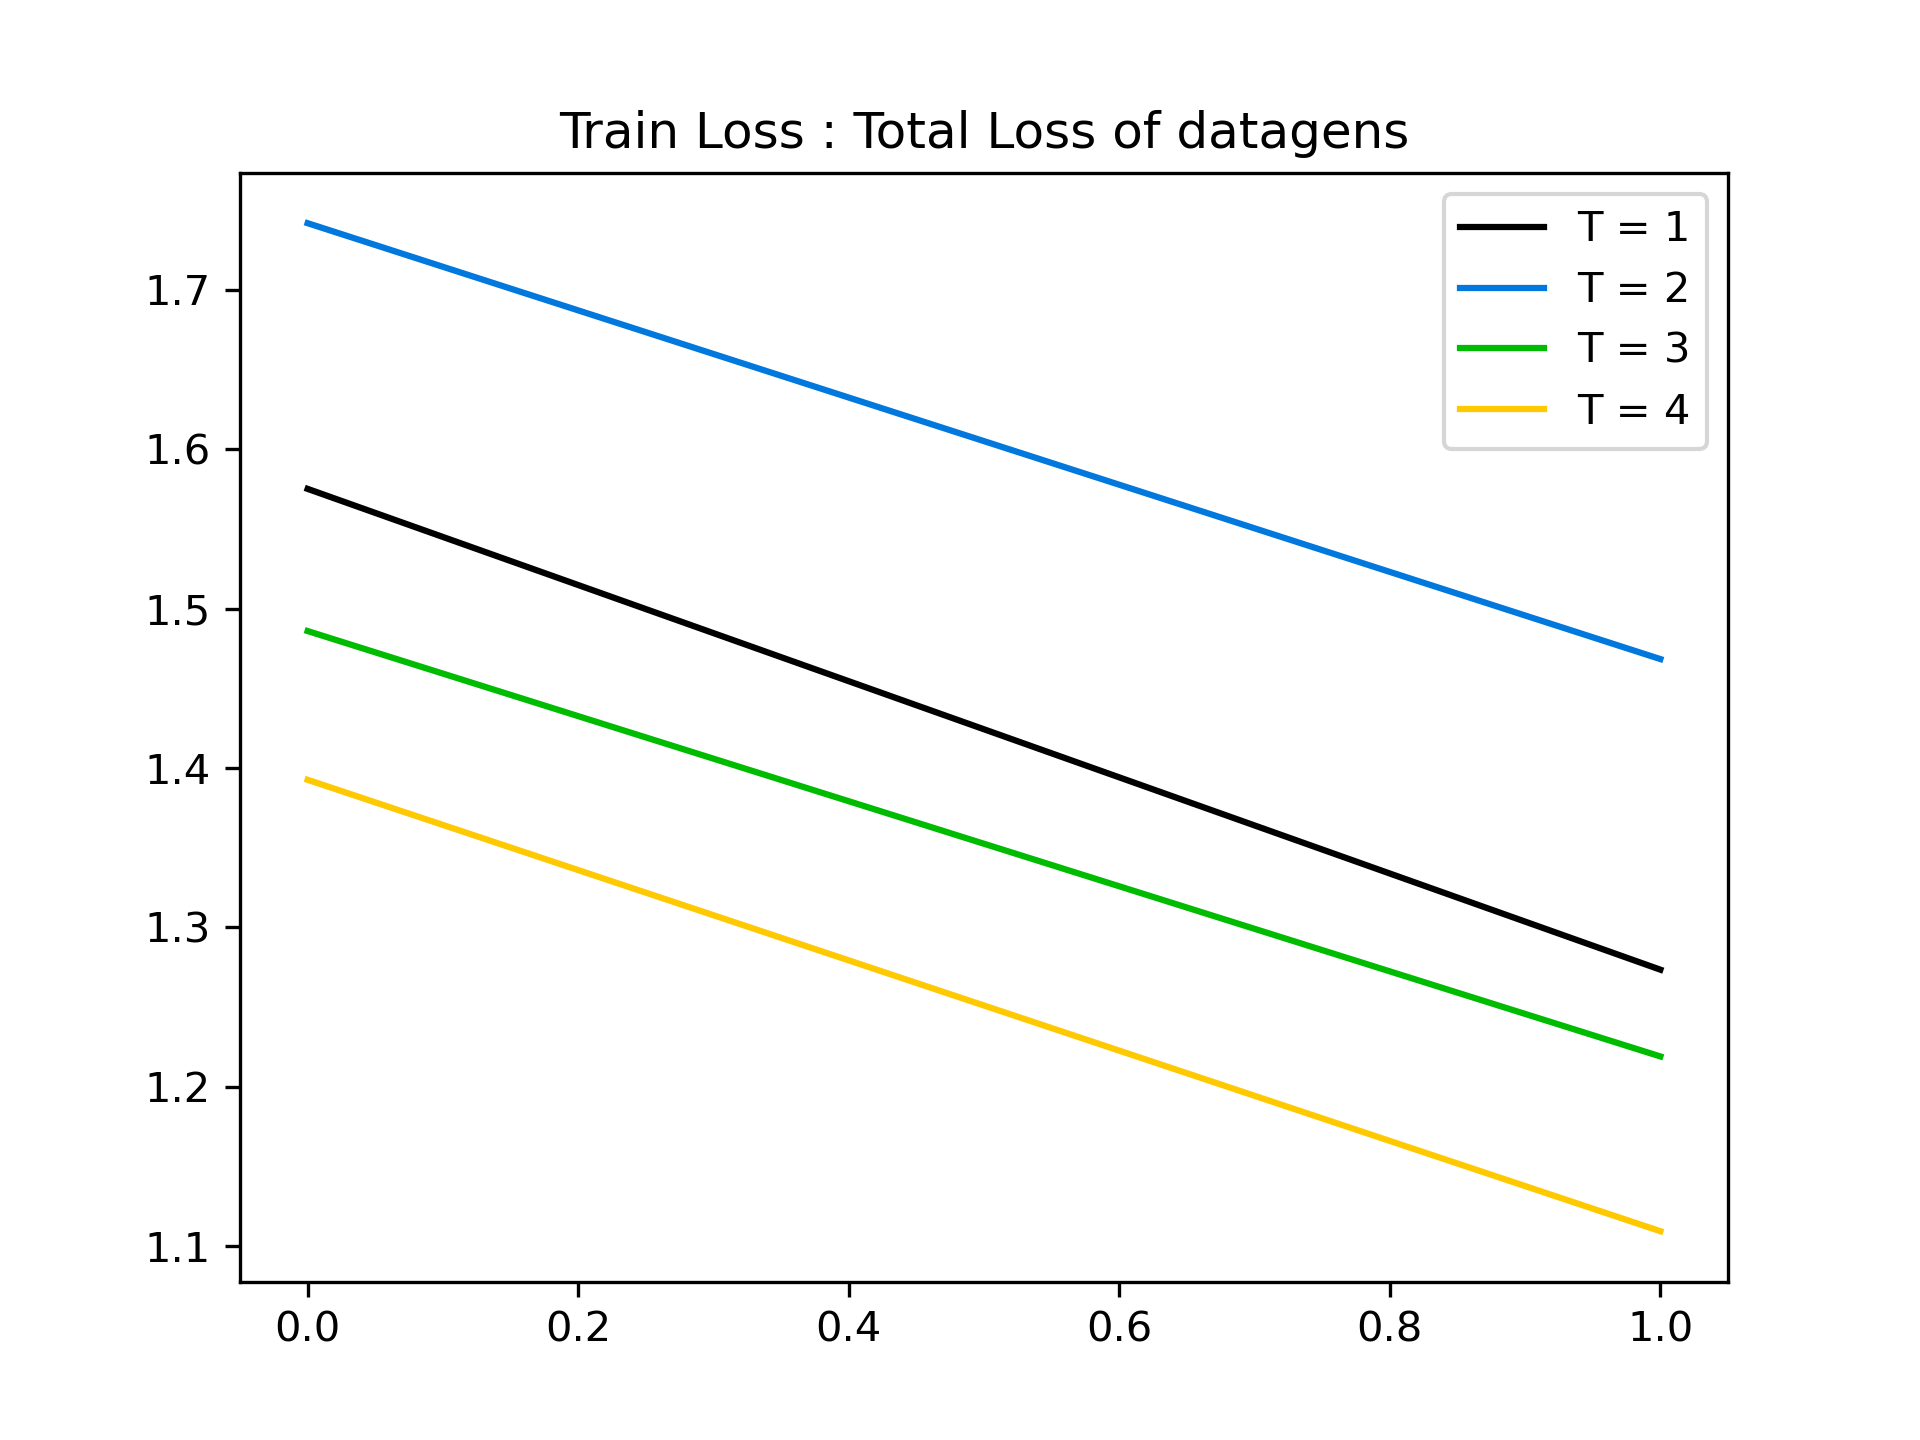 Train Loss : Total Loss of datagens
T = 1
T = 2
T = 3
T = 4
1.7
1.6
1.5
1.4
1.3
1.2
1.1
0.0 0.2 0.4 0.6 0.8 1.0